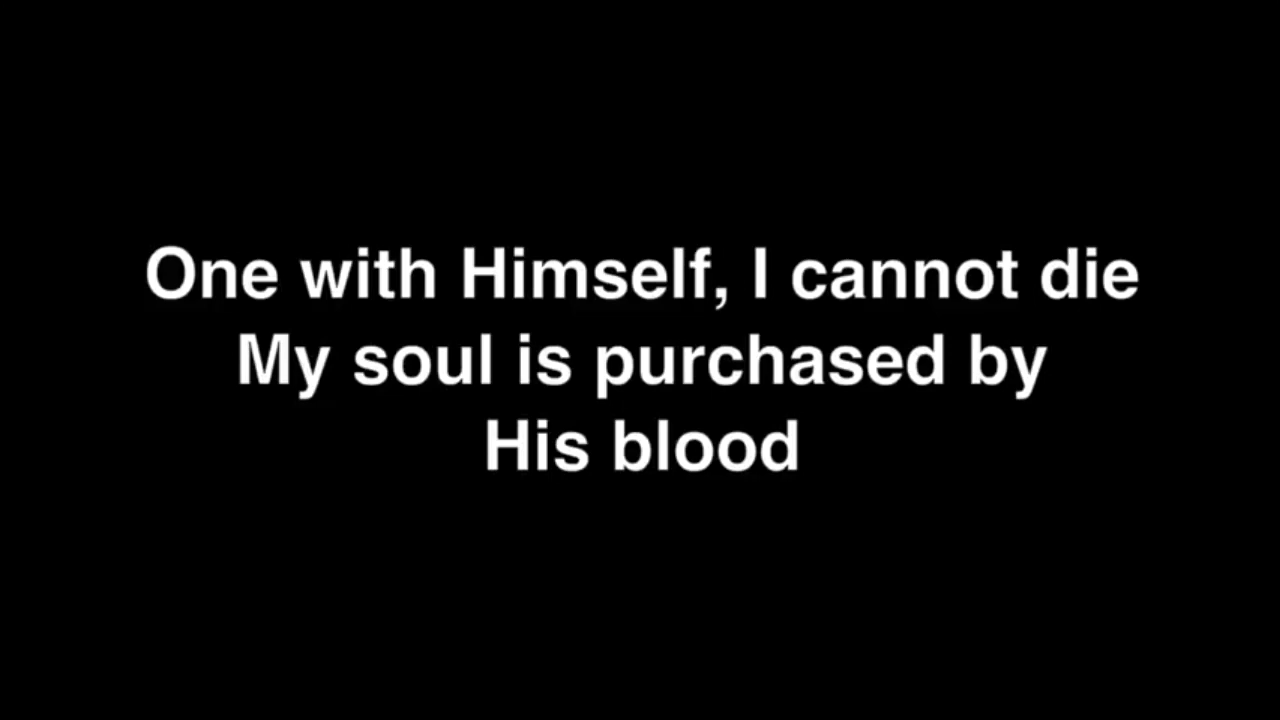 One with Himself, I cannot die
My soul is purchased by
His blood